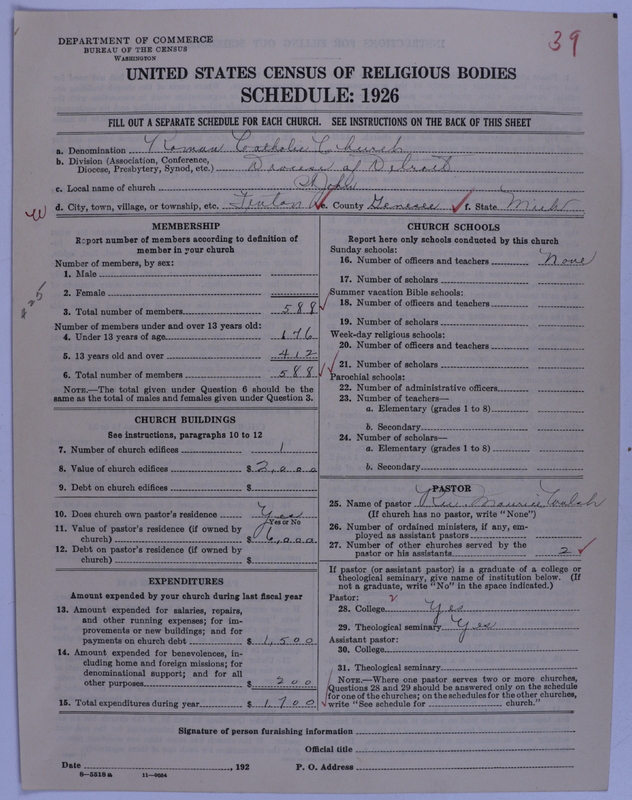 39
DEPARTMENT OF COMMERCE
BUREAU OF THE CENSUS
WASHINGTON
UNITED STATES CENSUS OF RELIGIOUS BODIES
SCHEDULE: 1926
FILL OUT A SEPARATE SCHEDULE FOR EACH CHURCH. SEE INSTRUCTIONS ON THE BACK OF THIS SHEET
a. Denomination Roman Catholic Church
b. Division (Association, Conference, Diocese, Presbytery, Synod, etc.) Diocese of Detroit
c. Local name of church St John
d. City, town, village, or township, etc. Fenton e. County Genesee f. State Mich
MEMBERSHIP
Report number of members according to definition of
member in your church
Number of members, by sex:
1. Male
2. Female
3. Total number of members 588
Number of members under and over 13 years old:
4. Under 13 years of age 176
5. 13 years old and over 412
6. Total number of members 588
NOTE.—The total given under Question 6 should be
same as the total of males and females given under Question 3.
CHURCH BUILDINGS
See instructions, paragraphs 10 to 12
7. Number of church edifices 1
8. Value of church edifices $2,000
9. Debt on church edifices $
10. Does church own pastor's residence Yes
Yes or No
11. Value of pastor's residence (if owned by
church) $6,000
12. Debt on pastor's residence (if owned by
church) $
EXPENDITURES
Amount expended by church during last fiscal year
13. Amount expended for salaries, repairs,
and other running expenses; for im-
provements or new buildings; and for
payments on church debt $1,500
14. Amount expended for benevolences, in-
cluding home and foreign missions; for
denominational support; and for all
other purposes $200
15. Total expenditures during year $1700
CHURCH SCHOOLS
Report here only schools conducted by this church
Sunday schools:
16. Number of officers and teachers None
17. Number of scholars
Summer vacation Bible schools:
18. Number of officers and teachers
19. Number of scholars
Week-day religious schools:
20. Number of officers and teachers
21. Number of scholars
Parochial schools:
22. Number of administrative officers
23. Number of teachers—
a. Elementary (grades 1 to 8)
b. Secondary
24. Number of scholars—
a. Elementary (grades 1 to 8)
b. Secondary
PASTOR
25. Name of pastor Rev. Maurice Walsh
(If church has no pastor, write "None")
26. Number of ordained ministers, if any, em-
ployed as assistant pastors
27. Number of other churches served by the
pastor or his assistants 2
If pastor (or assistant pastor) is a graduate of a college or
theological seminary, give name of institution below. (If
not a graduate, write "No" in the space indicated.)
Pastor:
28. College Yes
29. Theological seminary Yes
Assistant pastor:
30. College
31. Theological seminary
NOTE.—Where one pastor serves two or more churches,
Questions 28 and 29 should be answered only on the schedule
for one of the churches; on the schedules for the other churches,
write "See schedule for church."
Signature of person furnishing information
Official title
Date , 192 P. O. Address
8—5518a 11—9034